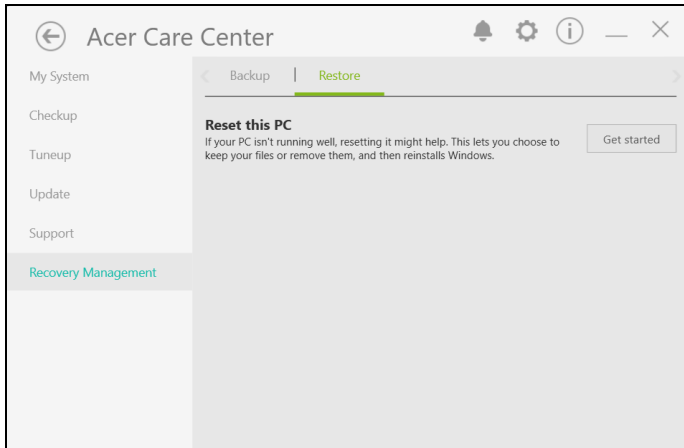 Acer Care Center
My System
Checkup
Tuneup
Update
Support
Recovery Management
Backup | Restore
Reset this PC
If your PC isn't running well, resetting it might help. This lets you choose to
keep your files or remove them, and then reinstalls Windows.
Get started